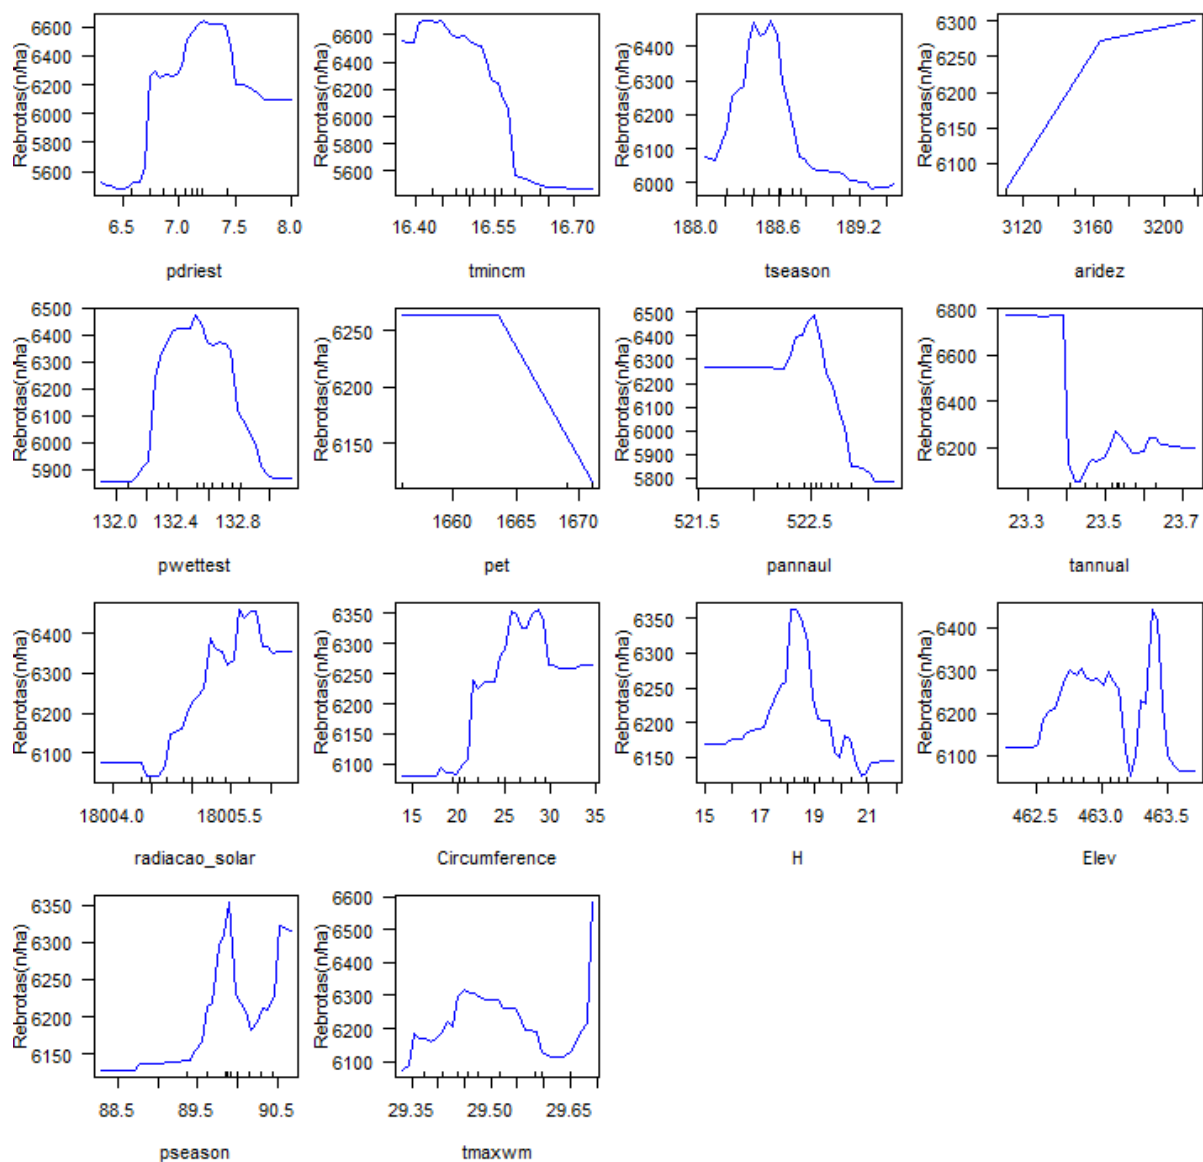 Rebrotas(n/ha)
6600
6400
6200
6000
5800
5600
6.5 7.0 7.5 8.0
pdriest
Rebrotas(n/ha)
6600
6400
6200
6000
5800
5600
16.40 16.55 16.70
tmincm
Rebrotas(n/ha)
6400
6300
6200
6100
6000
188.0 188.6 189.2
tseason
Rebrotas(n/ha)
6300
6250
6200
6150
6100
3120 3160 3200
aridez
Rebrotas(n/ha)
6500
6400
6300
6200
6100
6000
5900
132.0 132.4 132.8
pwettest
Rebrotas(n/ha)
6250
6200
6150
1660 1665 1670
pet
Rebrotas(n/ha)
6500
6400
6300
6200
6100
6000
5900
5800
521.5 522.5
pannaul
Rebrotas(n/ha)
6800
6600
6400
6200
23.3 23.5 23.7
tannual
Rebrotas(n/ha)
6400
6300
6200
6100
18004.0 18005.5
radiacao_solar
Rebrotas(n/ha)
6350
6300
6250
6200
6150
6100
15 20 25 30 35
Circumference
Rebrotas(n/ha)
6350
6300
6250
6200
6150
15 17 19 21
H
Rebrotas(n/ha)
6400
6300
6200
6100
462.5 463.0 463.5
Elev
Rebrotas(n/ha)
6350
6300
6250
6200
6150
88.5 89.5 90.5
pseason
Rebrotas(n/ha)
6600
6500
6400
6300
6200
6100
29.35 29.50 29.65
tmaxwm